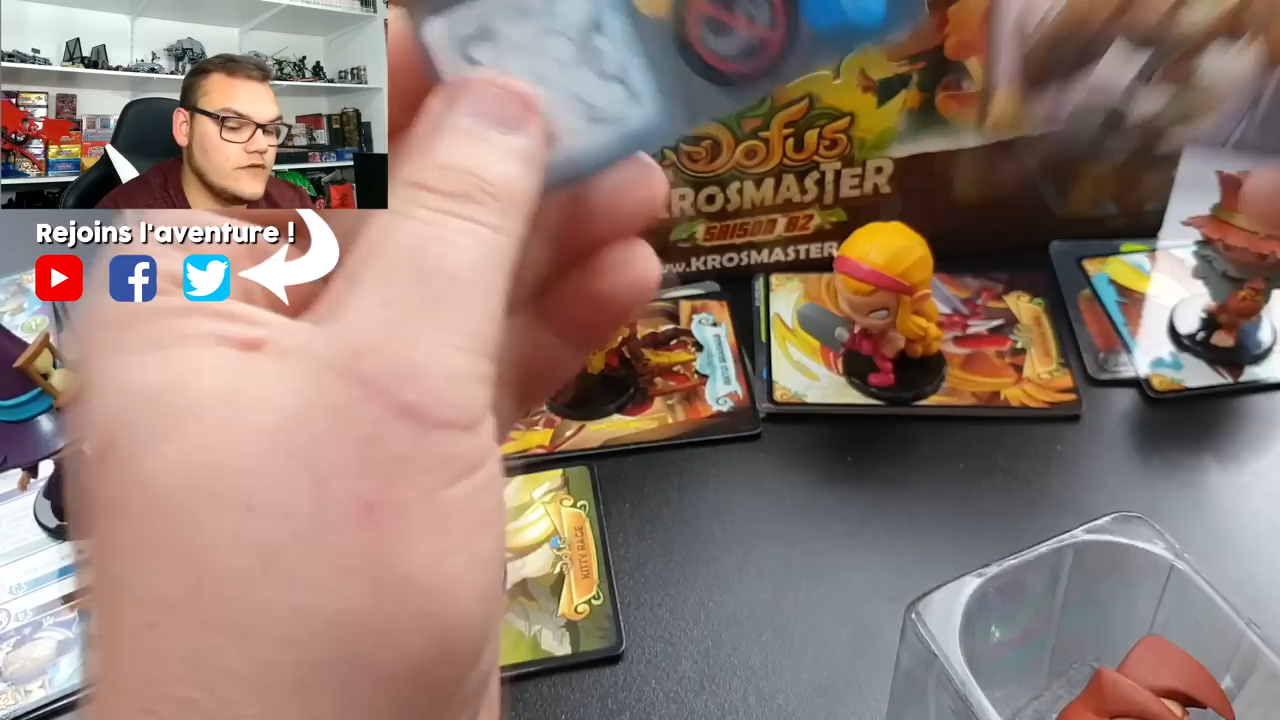 Rejoins l'aventure !
DOFUS
KROSMASTER
SAISON 02
WWW.KROSMASTER
KITTY RAGE